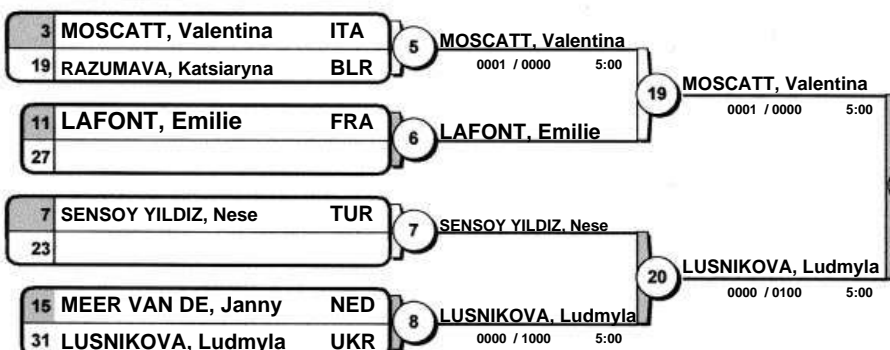 3 MOSCATT, Valentina ITA
19 RAZUMAVA, Katsiaryna BLR
5
MOSCATT, Valentina
0001 / 0000 5:00
11 LAFONT, Emilie FRA
27
6
LAFONT, Emilie
19
MOSCATT, Valentina
0001 / 0000 5:00
7 SENSOY YILDIZ, Nese TUR
23
7
SENSOY YILDIZ, Nese
15 MEER VAN DE, Janny NED
31 LUSNIKOVA, Ludmyla UKR
8
LUSNIKOVA, Ludmyla
0000 / 1000 5:00
20
LUSNIKOVA, Ludmyla
0000 / 0100 5:00